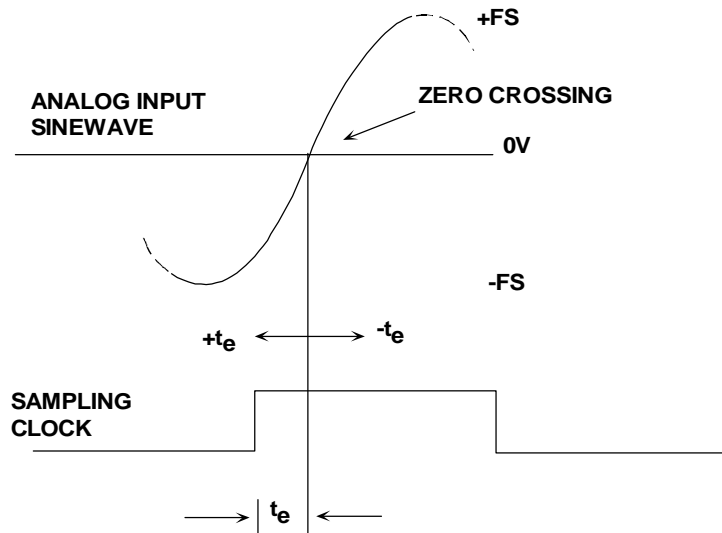 +FS
ANALOG INPUT
SINEWAVE
ZERO CROSSING
0V
-FS
+te
-te
SAMPLING
CLOCK
te